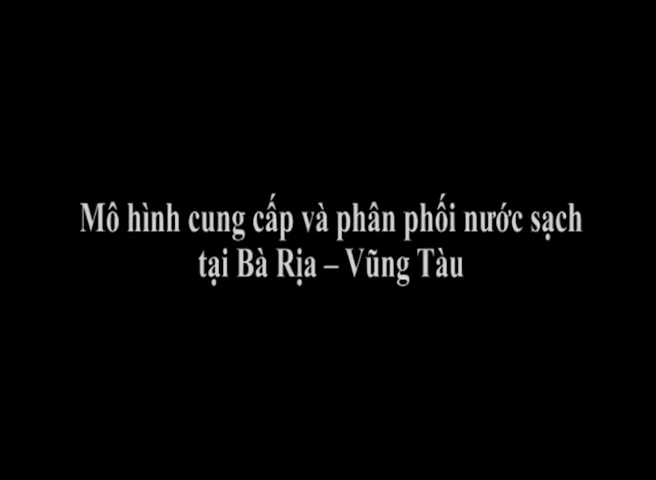 Mô hình cung cấp và phân phối nước sạch
tại Bà Rịa – Vũng Tàu